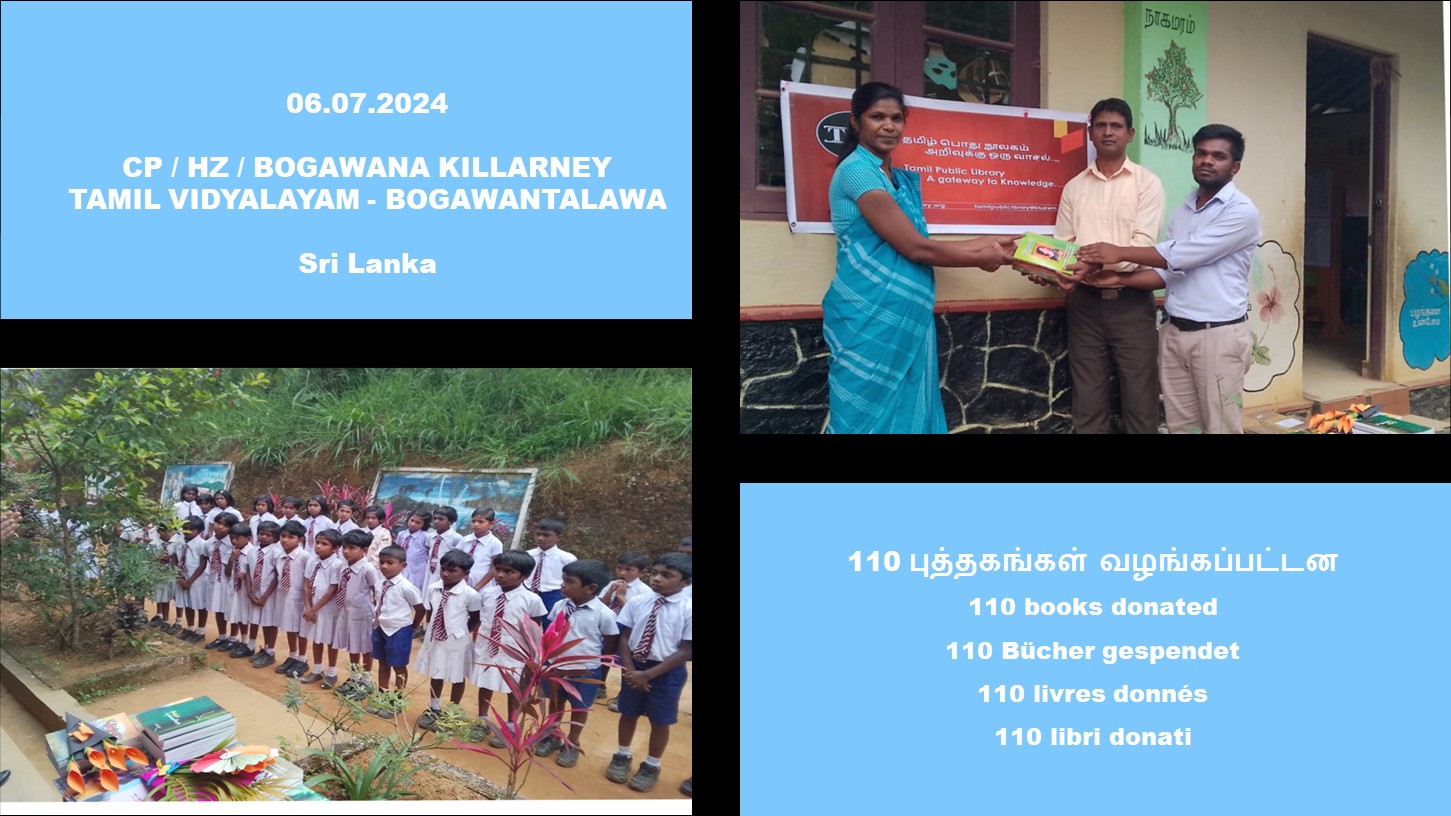 06.07.2024
CP / HZ / BOGAWANA KILLARNEY
TAMIL VIDYALAYAM - BOGAWANTALAWA
Sri Lanka
நாகமரம்
தமிழ் பொது நூலகம்
அறிவுக்கு ஒரு வாசல்...
Tamil Public Library
A gateway to Knowledge....
110 புத்தகங்கள் வழங்கப்பட்டன
110 books donated
110 Bücher gespendet
110 livres donnés
110 libri donati